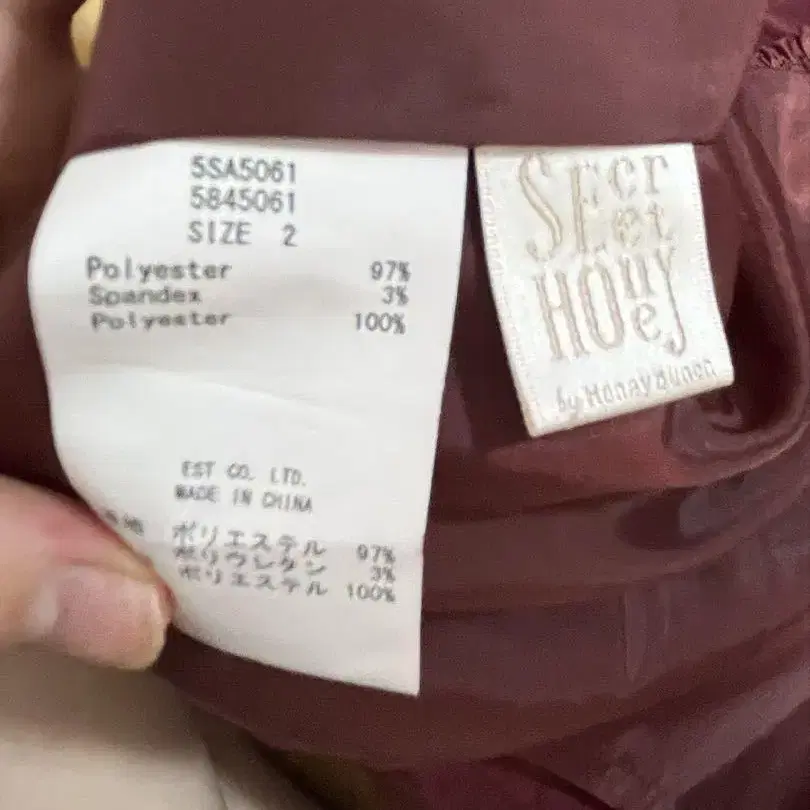 5SA5061
5845061
SIZE 2
Polyester 97%
Spandex 3%
Polyester 100%
EST CO. LTD.
MADE IN CHINA
ポリエステル 97%
ポリウレタン 3%
ポリエステル 100%
SEcret
HOney
by HONEY BUNCH